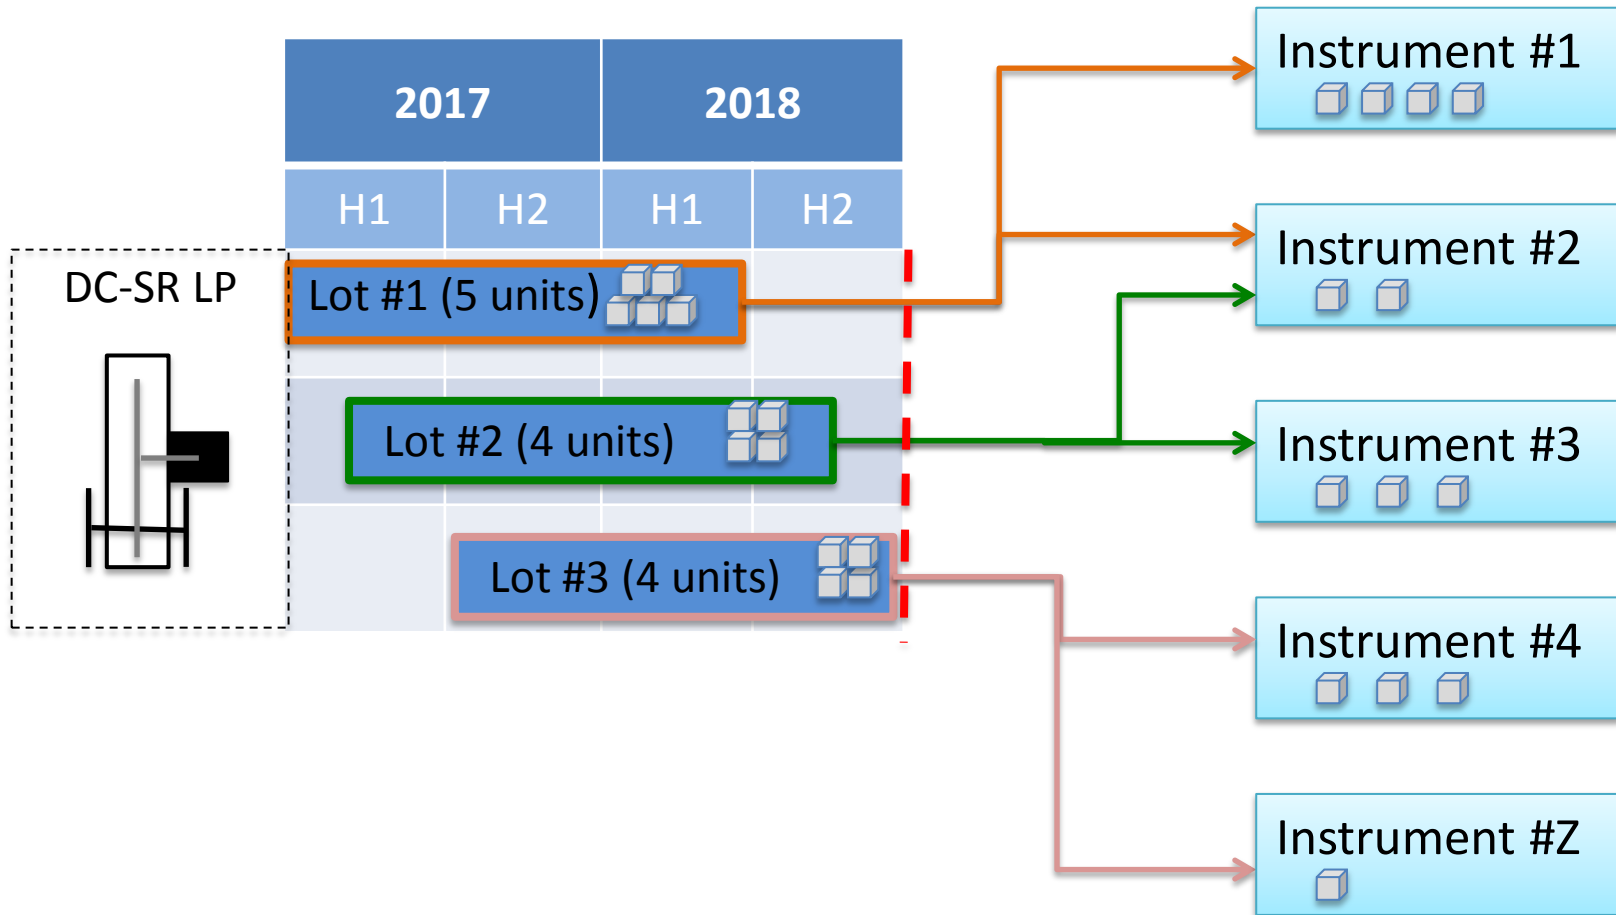 2017
2018
H1
H2
H1
H2
DC-SR LP
Lot #1 (5 units)
Lot #2 (4 units)
Lot #3 (4 units)
Instrument #1
Instrument #2
Instrument #3
Instrument #4
Instrument #Z